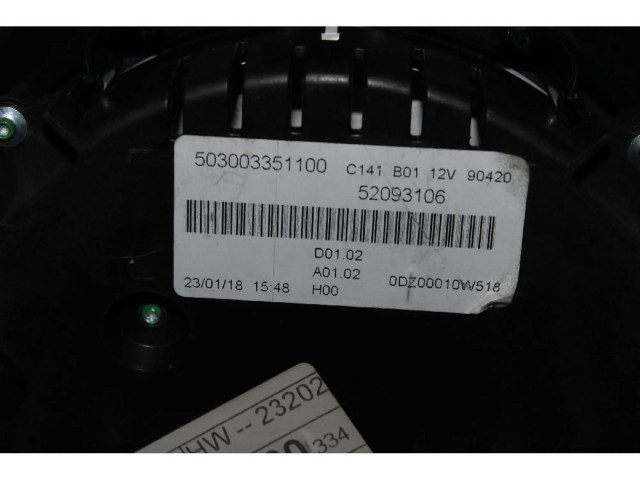 503003351100 C141 B01 12V 90420
52093106
D01.02
A01.02
23/01/18 15:48 H00 0DZ00010W518
HW -- 23202
334